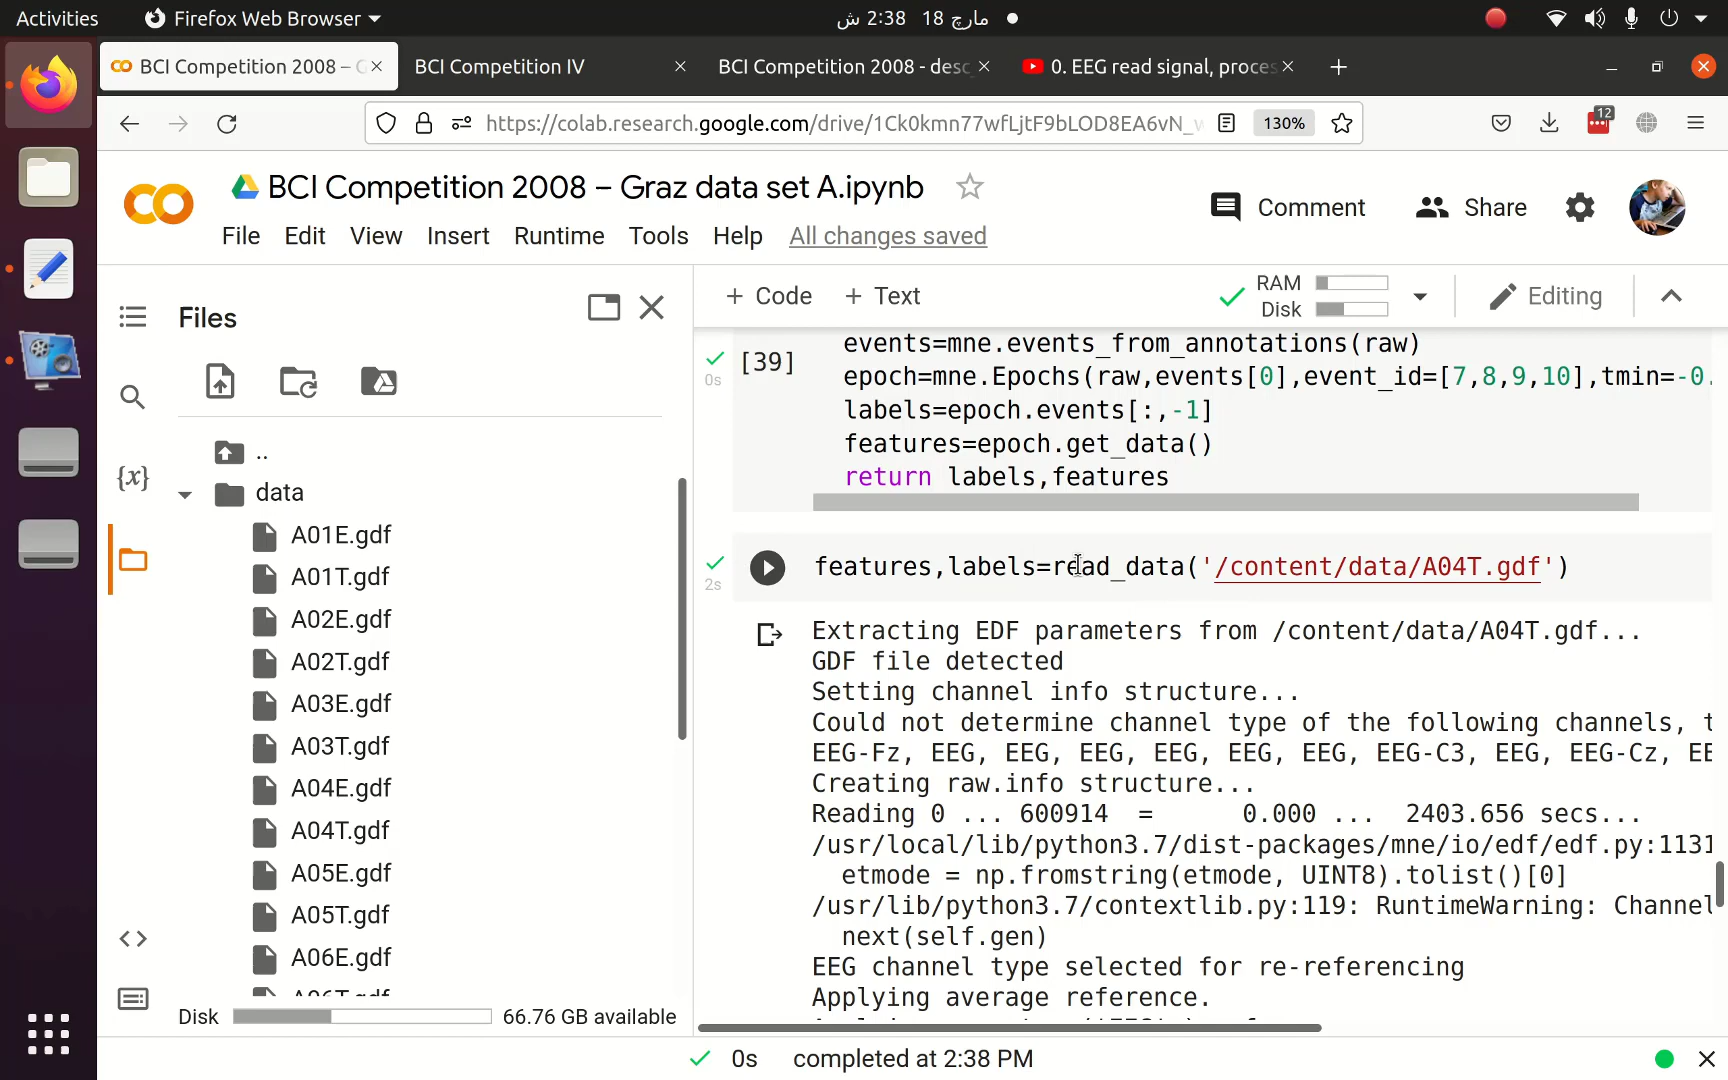 Activities
Firefox Web Browser
2:38 ش 18 مارچ
BCI Competition 2008 –
BCI Competition IV
BCI Competition 2008 - desc
0. EEG read signal, proces
https://colab.research.google.com/drive/1Ck0kmn77wfLjtF9bLOD8EA6vN_
130%
12
CO
BCI Competition 2008 – Graz data set A.ipynb
File Edit View Insert Runtime Tools Help All changes saved
Comment
Share
Files
+ Code + Text
RAM
Disk
Editing
..
data
A01E.gdf
A01T.gdf
A02E.gdf
A02T.gdf
A03E.gdf
A03T.gdf
A04E.gdf
A04T.gdf
A05E.gdf
A05T.gdf
A06E.gdf
A06T.gdf
{x}
<>
Disk
66.76 GB available
[39]
0s
events=mne.events_from_annotations(raw)
epoch=mne.Epochs(raw,events[0],event_id=[7,8,9,10],tmin=-0.
labels=epoch.events[:,-1]
features=epoch.get_data()
return labels,features
2s
features,labels=read_data('/content/data/A04T.gdf')
Extracting EDF parameters from /content/data/A04T.gdf...
GDF file detected
Setting channel info structure...
Could not determine channel type of the following channels, t
EEG-Fz, EEG, EEG, EEG, EEG, EEG, EEG, EEG-C3, EEG, EEG-Cz, EE
Creating raw.info structure...
Reading 0 ... 600914 = 0.000 ... 2403.656 secs...
/usr/local/lib/python3.7/dist-packages/mne/io/edf/edf.py:1131
etmode = np.fromstring(etmode, UINT8).tolist()[0]
/usr/lib/python3.7/contextlib.py:119: RuntimeWarning: Channel
next(self.gen)
EEG channel type selected for re-referencing
Applying average reference.
0s completed at 2:38 PM